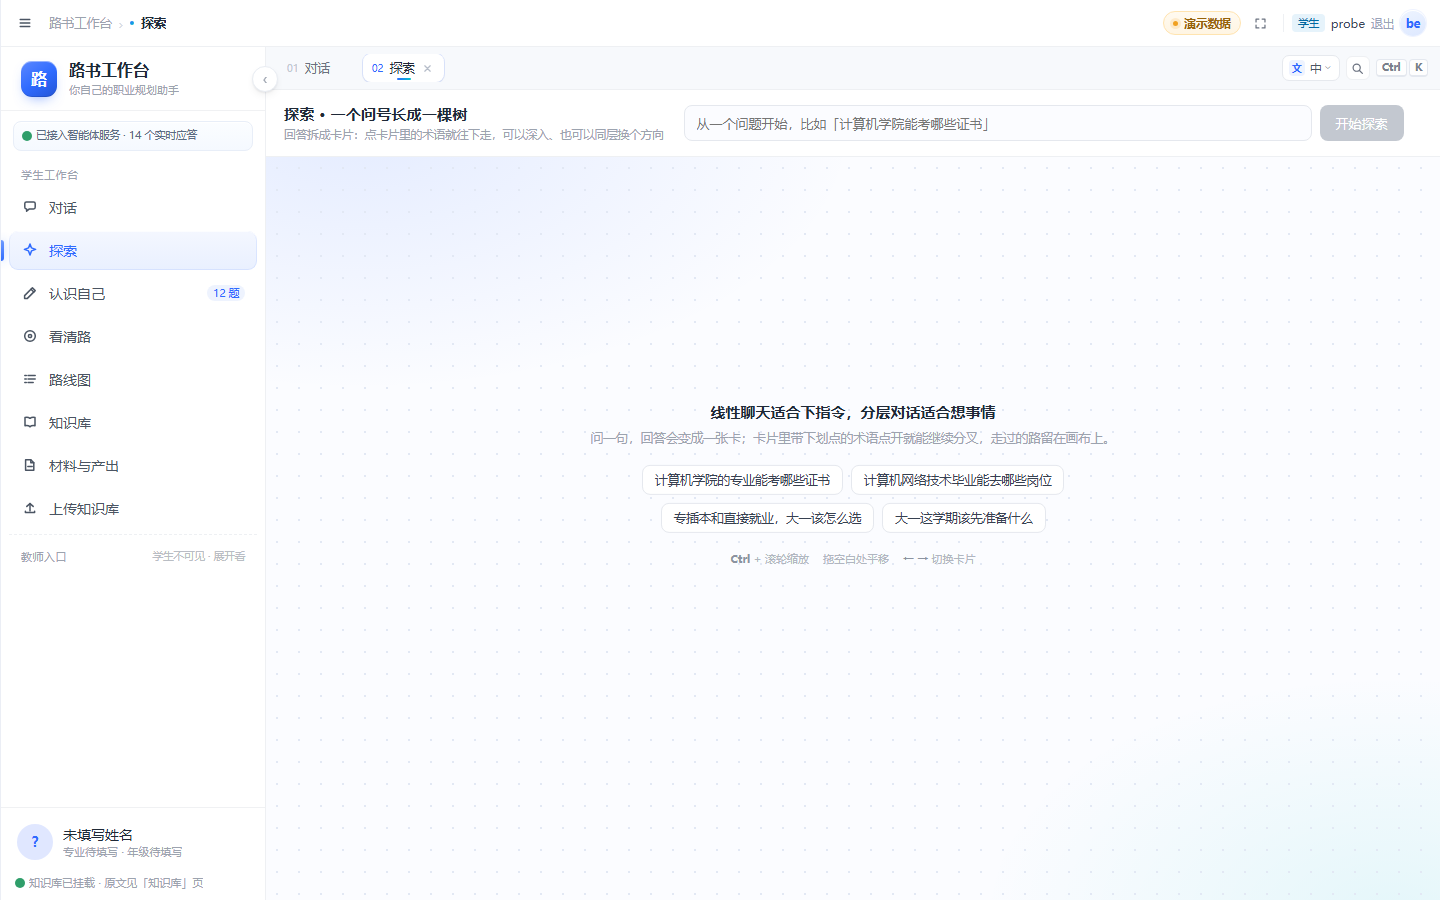 路书工作台 › • 探索
演示数据
学生 probe 退出 be
路 路书工作台
你自己的职业规划助手
已接入智能体服务 · 14 个实时应答
学生工作台
对话
探索
认识自己 12 题
看清路
路线图
知识库
材料与产出
上传知识库
教师入口 学生不可见 · 展开看
? 未填写姓名
专业待填写 · 年级待填写
知识库已挂载 · 原文见「知识库」页
01 对话
02 探索 ×
文 中
Ctrl K
探索 • 一个问号长成一棵树
回答拆成卡片；点卡片里的术语就往下走，可以深入、也可以同层换个方向
从一个问题开始，比如「计算机学院能考哪些证书」
开始探索
线性聊天适合下指令，分层对话适合想事情
问一句，回答会变成一张卡；卡片里带下划点的术语点开就能继续分叉，走过的路留在画布上。
计算机学院的专业能考哪些证书
计算机网络技术毕业能去哪些岗位
专插本和直接就业，大一该怎么选
大一这学期该先准备什么
Ctrl + 滚轮缩放 拖空白处平移 ← → 切换卡片